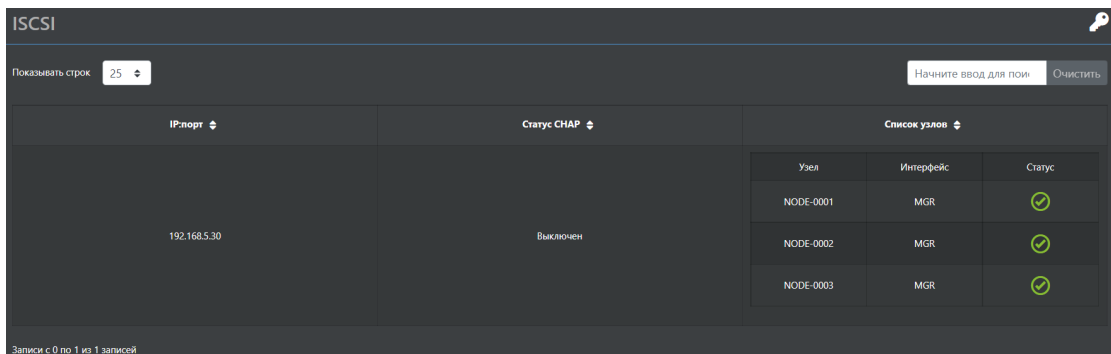 ISCSI
Показывать строк 25 Начните ввод для Очистить
IP:порт Статус CHAP Список узлов
Узел Интерфейс Статус
NODE-0001 MGR
192.168.5.30 Выключен NODE-0002 MGR
NODE-0003 MGR
Записи с 0 по 1 из 1 записей